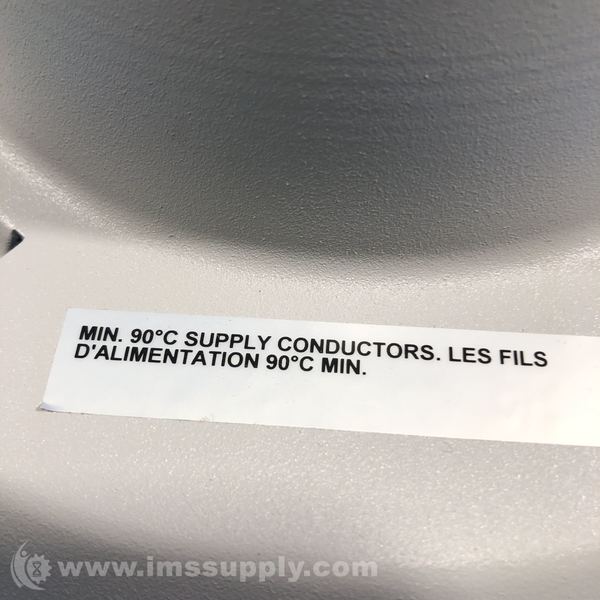 MIN. 90°C SUPPLY CONDUCTORS. LES FILS
D'ALIMENTATION 90°C MIN.
www.imssupply.com